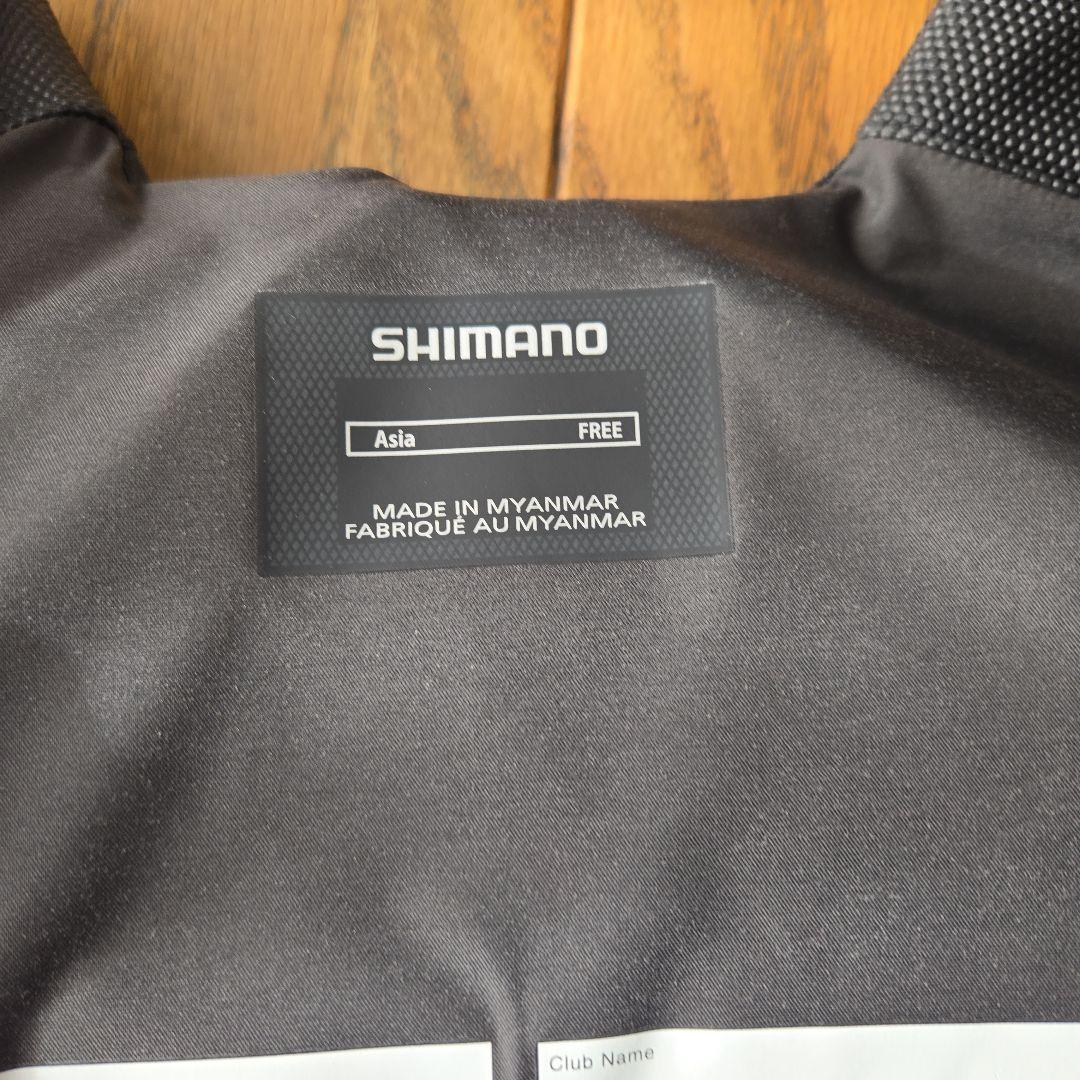 SHIMANO
Asia FREE
MADE IN MYANMAR
FABRIQUÉ AU MYANMAR
Club Name